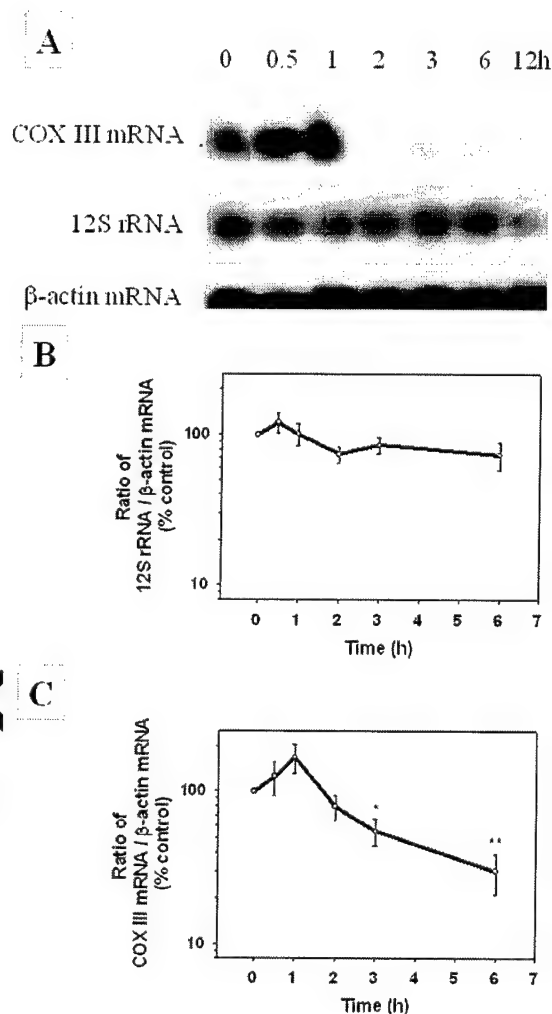 A
0 0.5 1 2 3 6 12h
COX III mRNA
12S rRNA
β-actin mRNA
B
Ratio of
12S rRNA / β-actin mRNA
(% control)
100
10
0 1 2 3 4 5 6 7
Time (h)
C
Ratio of
COX III mRNA / β-actin mRNA
(% control)
100
10
*
**
0 1 2 3 4 5 6 7
Time (h)